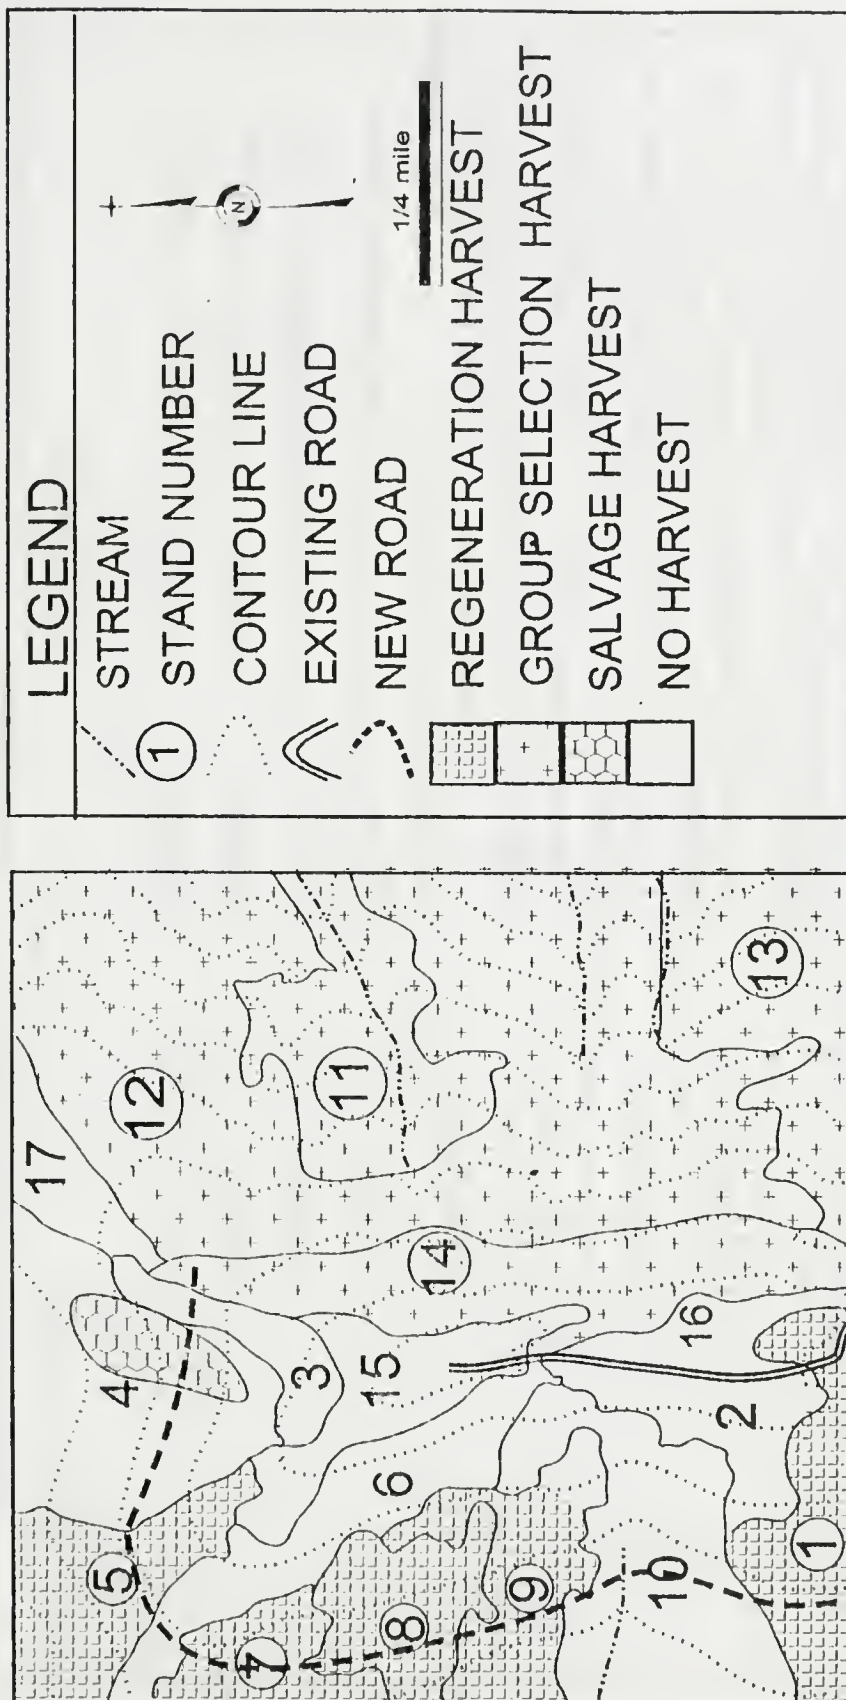 LEGEND
STREAM
1
STAND NUMBER
N
CONTOUR LINE
EXISTING ROAD
NEW ROAD
1/4 mile
REGENERATION HARVEST
GROUP SELECTION HARVEST
SALVAGE HARVEST
NO HARVEST
17
12
11
13
14
4
3
15
16
2
6
5
7
8
9
10
1